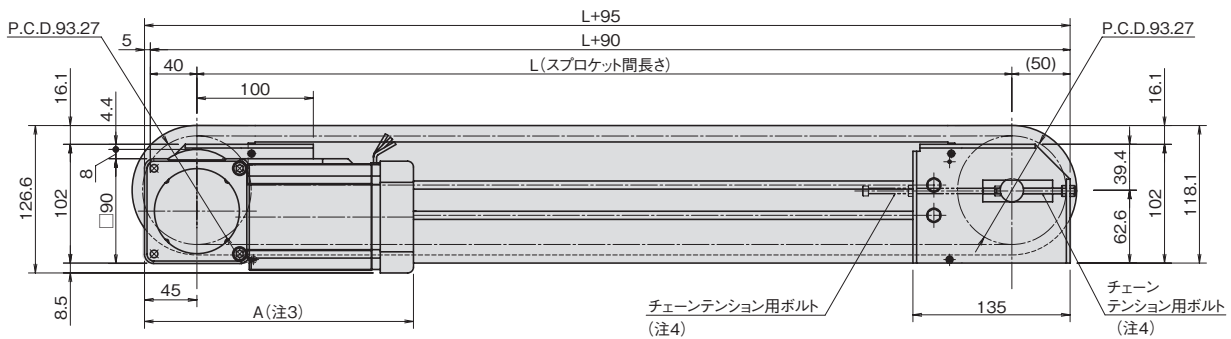 L+95
P.C.D.93.27
P.C.D.93.27
5
L+90
40
L(スプロケット間長さ)
(50)
16.1
4.4
100
16.1
8
126.6
102
□90
39.4
62.6
102
118.1
8.5
45
A(注3)
チェーンテンション用ボルト
(注4)
135
チェーン
テンション用ボルト
(注4)